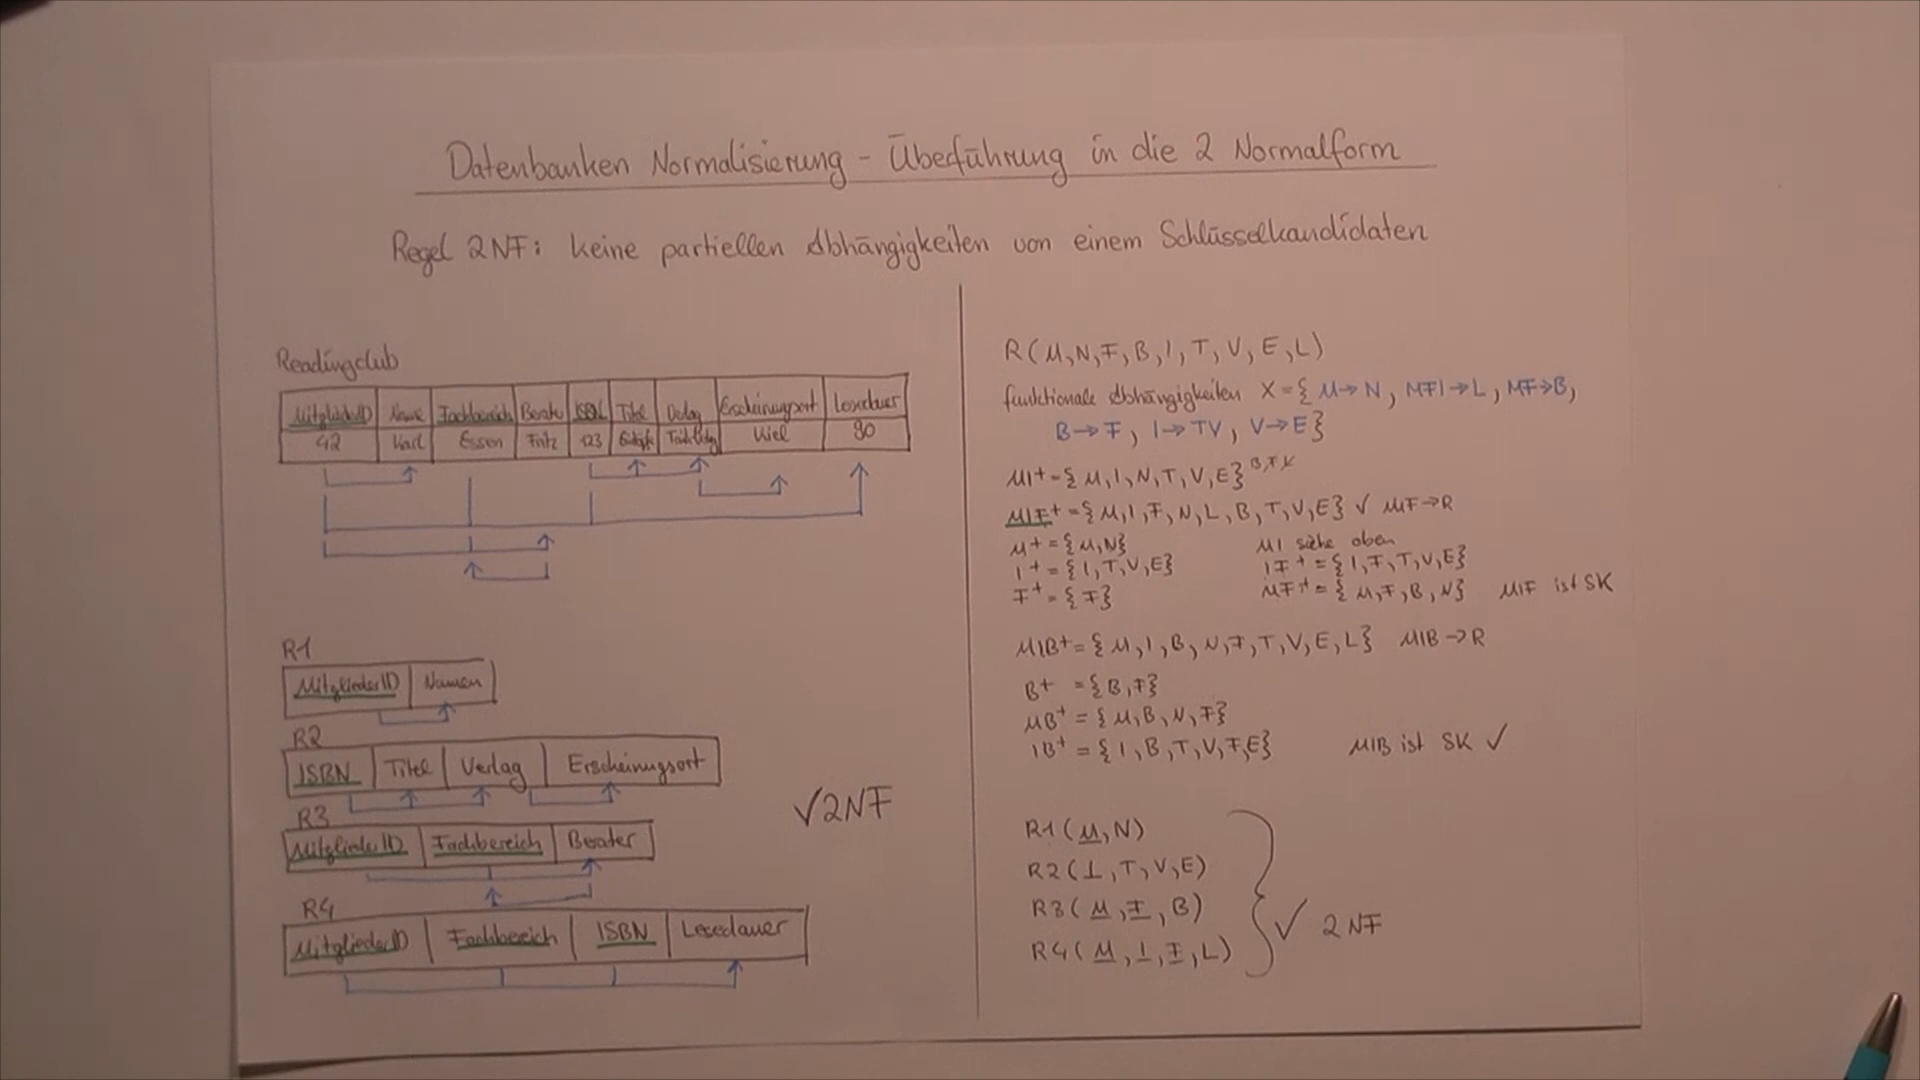 Datenbanken Normalisierung - Überführung in die 2 Normalform
Regel 2NF: keine partiellen Abhängigkeiten von einem Schlüsselkandidaten
Readingclub
MitgliederID Name Fachbereich Berater ISBN Titel Verlag Erscheinungsort Lesedauer
42 Karl Essen Fritz 123 Kiel 90
R1
MitgliederID Namen
R2
ISBN Titel Verlag Erscheinungsort
R3
MitgliederID Fachbereich Berater
R4
MitgliederID Fachbereich ISBN Lesedauer
✓2NF
R(M,N,F,B,I,T,V,E,L)
funktionale Abhängigkeiten X={M→N, MFI→L, MF→B,
B→F, I→TV, V→E}
MI+={M,I,N,T,V,E}
MIF+={M,I,F,N,L,B,T,V,E} ✓ MF→R
M+={M,N} MI siehe oben
I+={I,T,V,E} IF+={I,F,T,V,E}
F+={F} MF+={M,F,B,N} MIF ist SK
MIB+={M,I,B,N,F,T,V,E,L} MIB→R
B+={B,F}
MB+={M,B,N,F}
IB+={I,B,T,V,F,E} MIB ist SK ✓
R1(M,N)
R2(I,T,V,E)
R3(M,F,B)
R4(M,I,F,L)
✓ 2NF